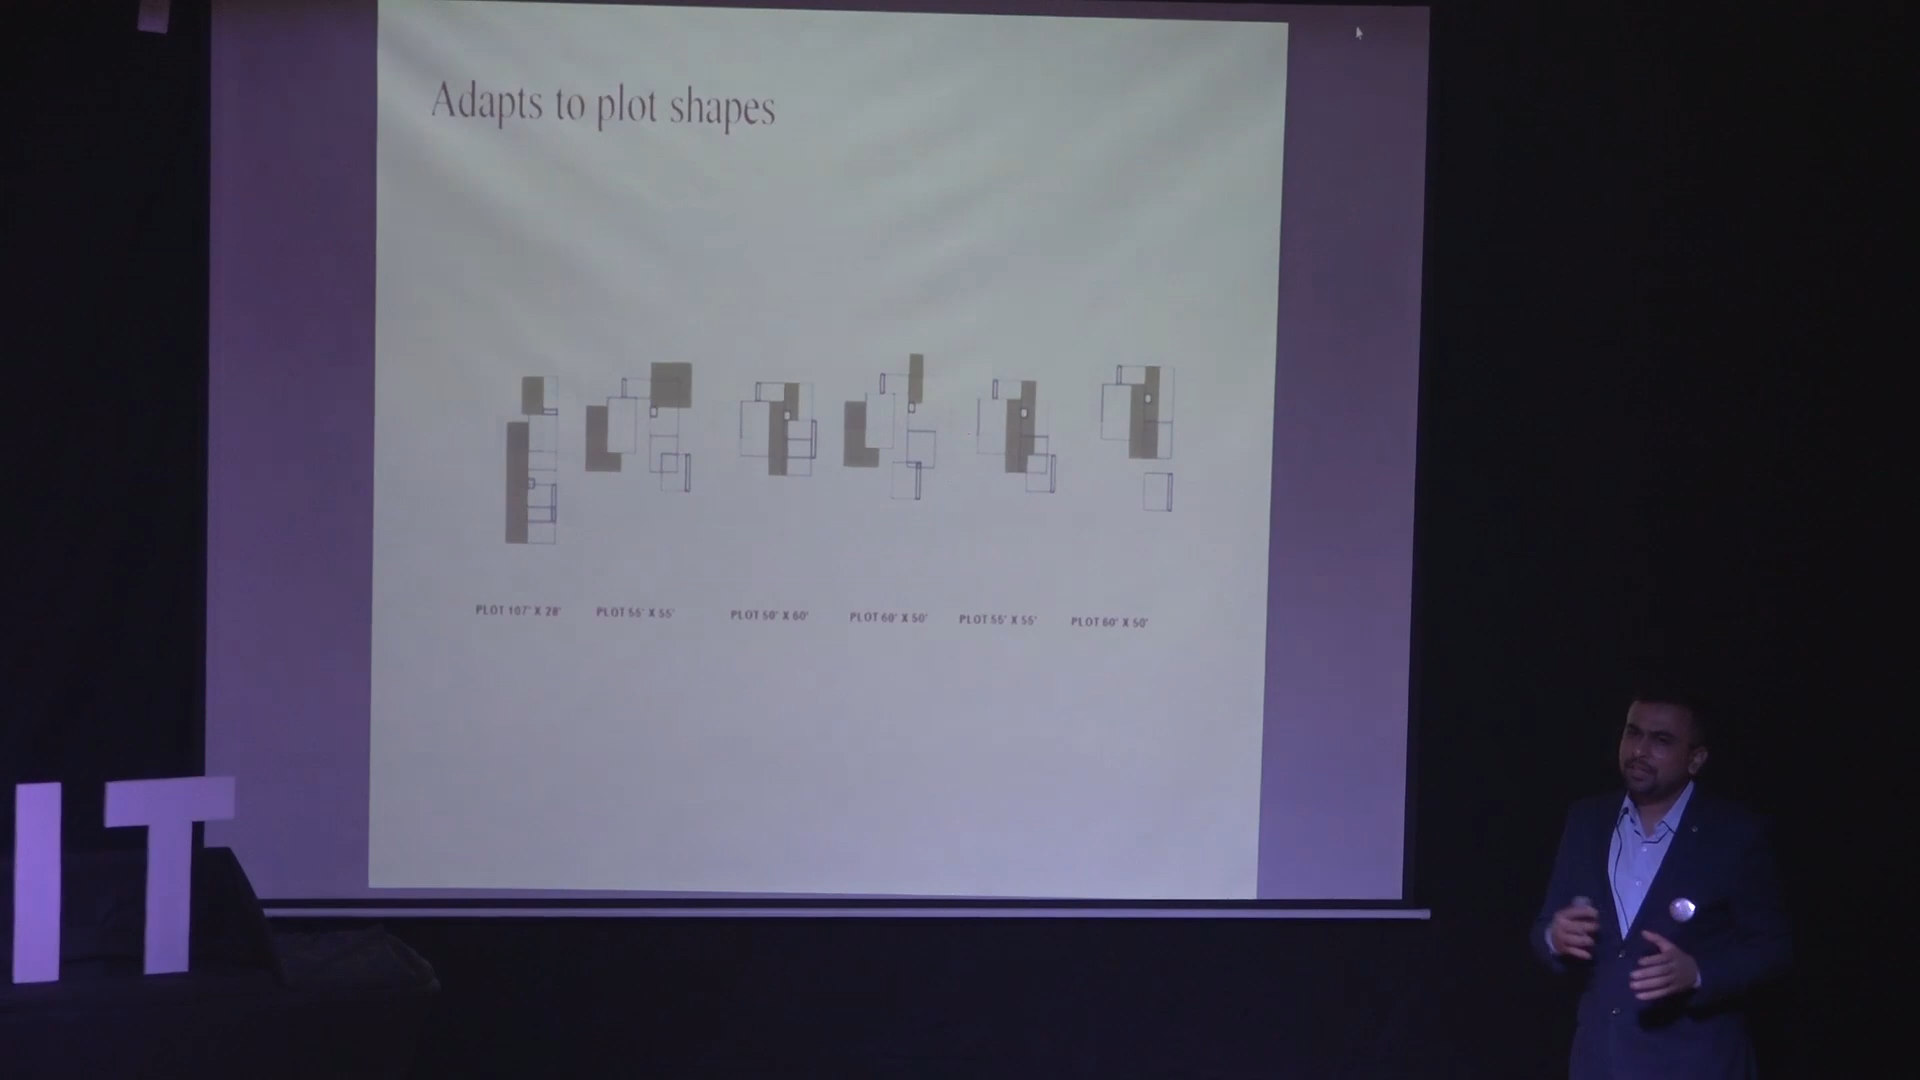 Adapts to plot shapes
PLOT 107' X 28'
PLOT 55' X 55'
PLOT 50' X 60'
PLOT 60' X 50'
PLOT 55' X 55'
PLOT 60' X 50'
IT